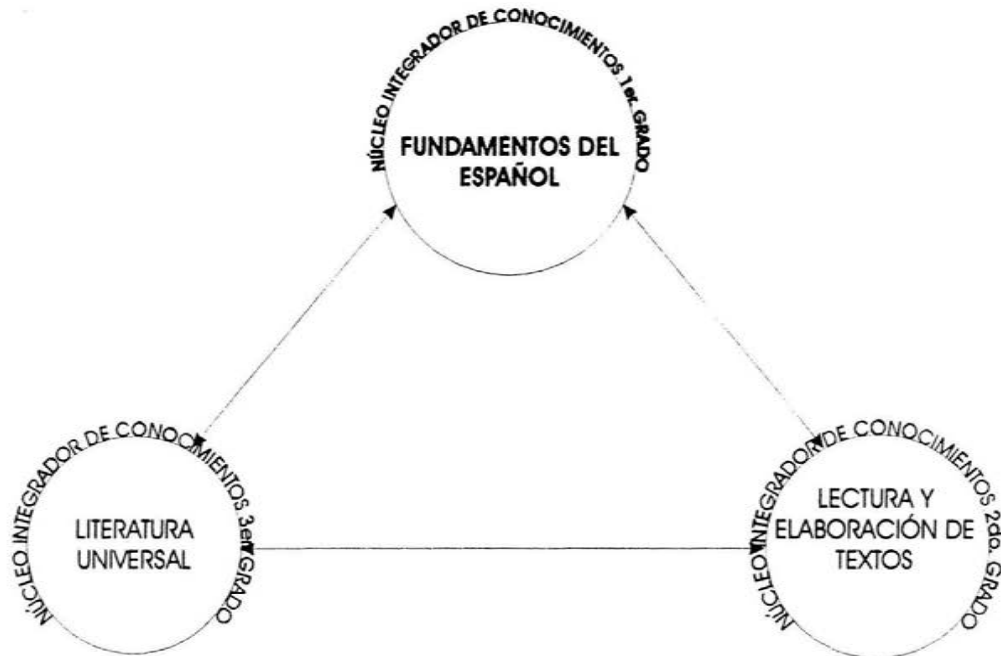 NÚCLEO INTEGRADOR DE CONOCIMIENTOS 1er. GRADO
FUNDAMENTOS DEL
ESPAÑOL
NÚCLEO INTEGRADOR DE CONOCIMIENTOS 3er GRADO
LITERATURA
UNIVERSAL
NÚCLEO INTEGRADOR DE CONOCIMIENTOS 2do. GRADO
LECTURA Y
ELABORACIÓN DE
TEXTOS